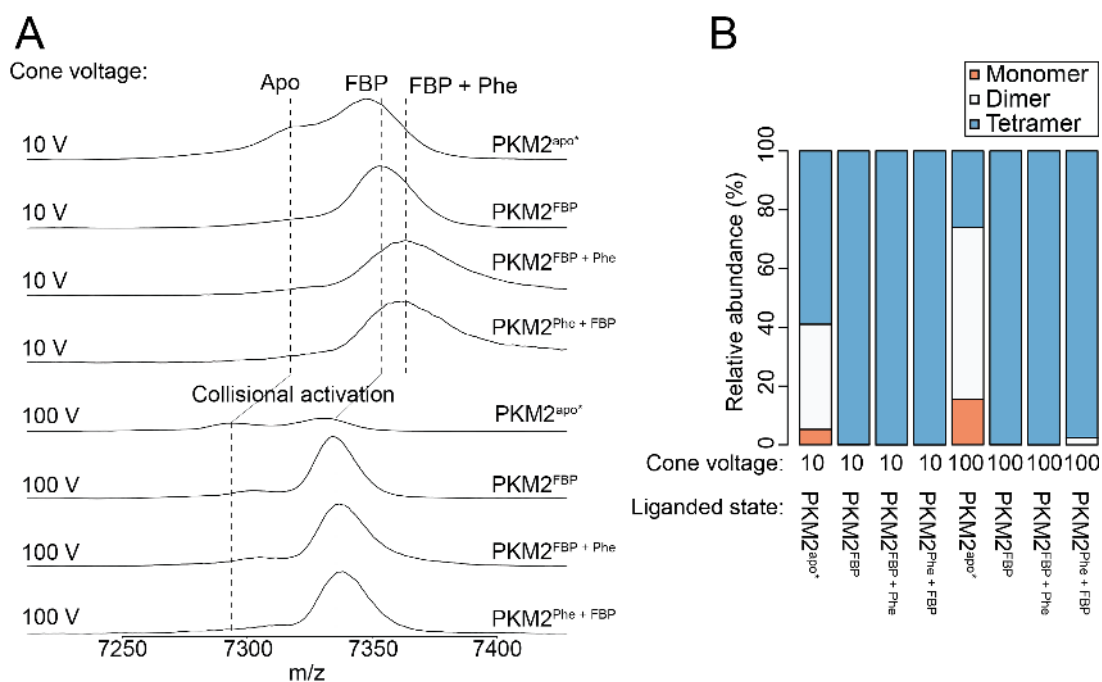 A
Cone voltage:
Apo
FBP
FBP + Phe
10 V
PKM2apo*
10 V
PKM2FBP
10 V
PKM2FBP + Phe
10 V
PKM2Phe + FBP
Collisional activation
100 V
PKM2apo*
100 V
PKM2FBP
100 V
PKM2FBP + Phe
100 V
PKM2Phe + FBP
7250 7300 7350 7400
m/z
B
Monomer
Dimer
Tetramer
Relative abundance (%)
100
80
60
40
20
0
Cone voltage: 10 10 10 10 100 100 100 100
Liganded state:
PKM2apo*
PKM2FBP
PKM2FBP + Phe
PKM2Phe + FBP
PKM2apo*
PKM2FBP
PKM2FBP + Phe
PKM2Phe + FBP